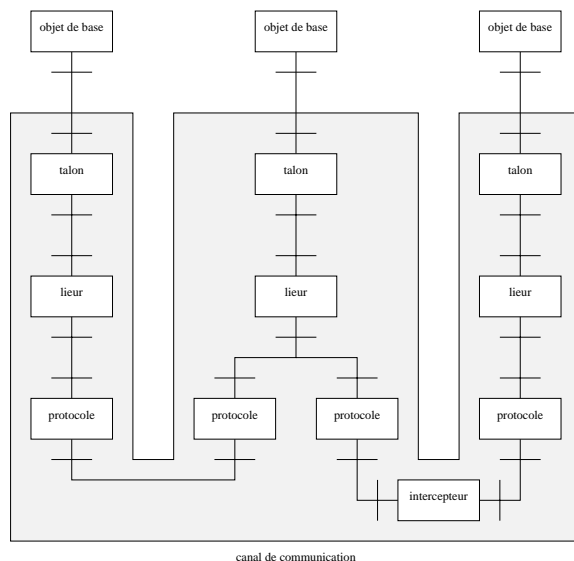 objet de base
objet de base
objet de base
talon
talon
talon
lieur
lieur
lieur
protocole
protocole
protocole
protocole
intercepteur
canal de communication